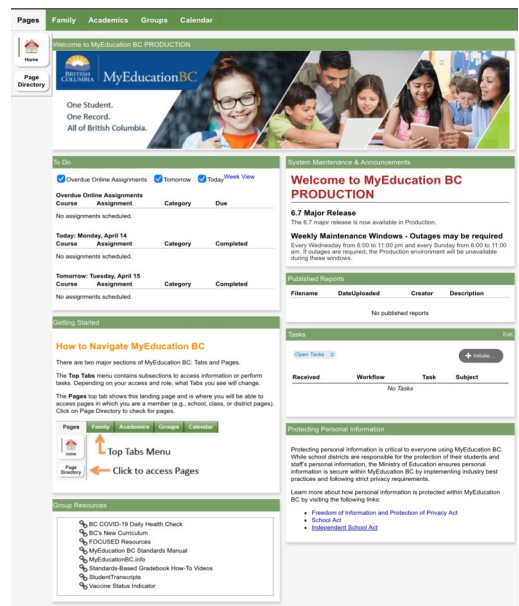 Pages Family Academics Groups Calendar
Home
Page
Directory
Welcome to MyEducation BC PRODUCTION
BRITISH
COLUMBIA
MyEducationBC
One Student.
One Record.
All of British Columbia.
To Do
Overdue Online Assignments Tomorrow Today Week View
Overdue Online Assignments
Course Assignment Category Due
No assignments scheduled.
Today: Monday, April 14
Course Assignment Category Completed
No assignments scheduled.
Tomorrow: Tuesday, April 15
Course Assignment Category Completed
No assignments scheduled.
Getting Started
How to Navigate MyEducation BC
There are two major sections of MyEducation BC: Tabs and Pages.
The Top Tabs menu contains subsections to access information or perform
tasks. Depending on your access and role, what Tabs you see will change.
The Pages top tab shows this landing page and is where you will be able to
access pages in which you are a member (e.g., school, class, or district pages).
Click on Page Directory to check for pages.
Pages Family Academics Groups Calendar
Home
Top Tabs Menu
Page
Directory
Click to access Pages
Group Resources
BC COVID-19 Daily Health Check
BC's New Curriculum
FOCUSED Resources
MyEducation BC Standards Manual
MyEducationBC.info
Standards-Based Gradebook How-To Videos
StudentTranscripts
Vaccine Status Indicator
System Maintenance & Announcements
Welcome to MyEducation BC
PRODUCTION
6.7 Major Release
The 6.7 major release is now available in Production.
Weekly Maintenance Windows - Outages may be required
Every Wednesday from 6:00 to 11:00 pm and every Sunday from 6:00 to 11:00
am. If outages are required, the Production environment will be unavailable
during these windows.
Published Reports
Filename DateUploaded Creator Description
No published reports
Tasks Edit
Open Tasks
Initiate...
Received Workflow Task Subject
No Tasks
Protecting Personal Information
Protecting personal information is critical to everyone using MyEducation BC.
While school districts are responsible for the protection of their students and
staff's personal information, the Ministry of Education ensures personal
information is secure within MyEducation BC by implementing industry best
practices and following strict privacy requirements.
Learn more about how personal information is protected within MyEducation
BC by visiting the following links:
Freedom of Information and Protection of Privacy Act
School Act
Independent School Act